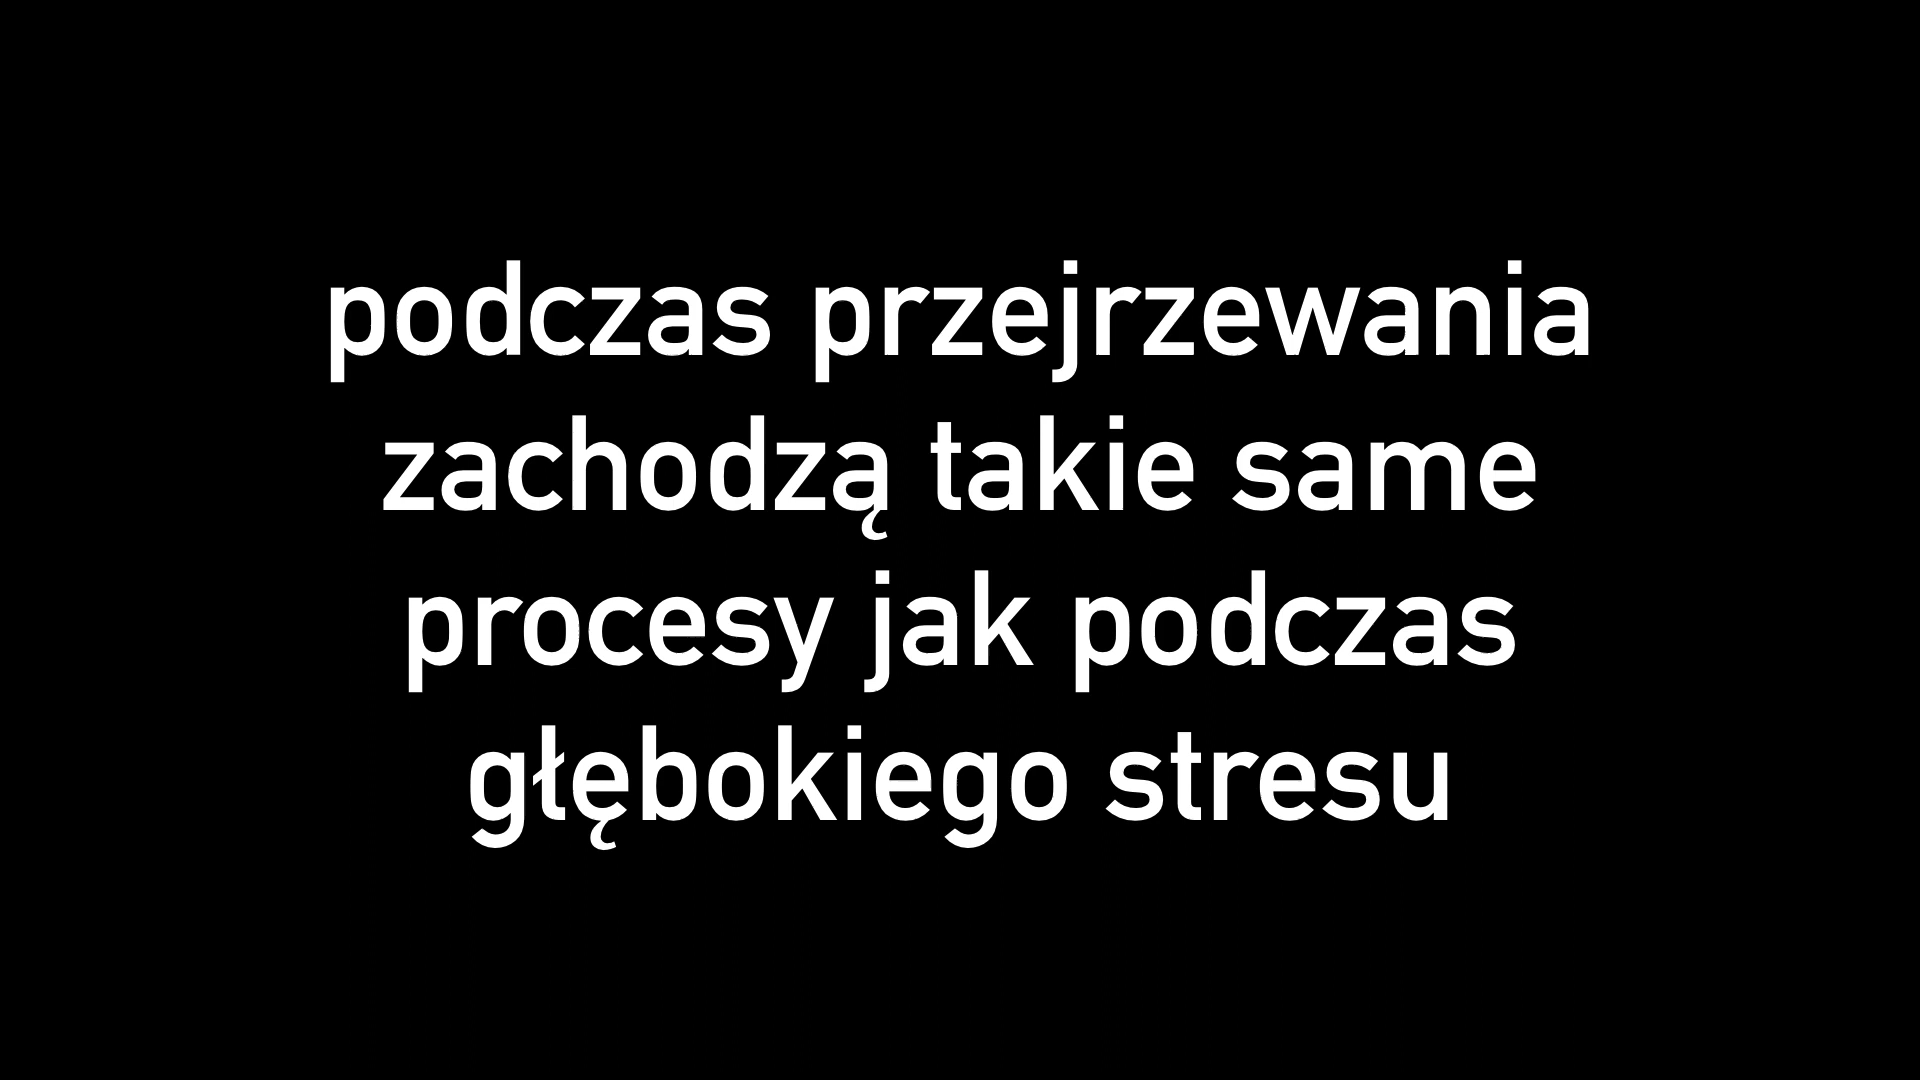 podczas przejrzewania
zachodzą takie same
procesy jak podczas
głębokiego stresu